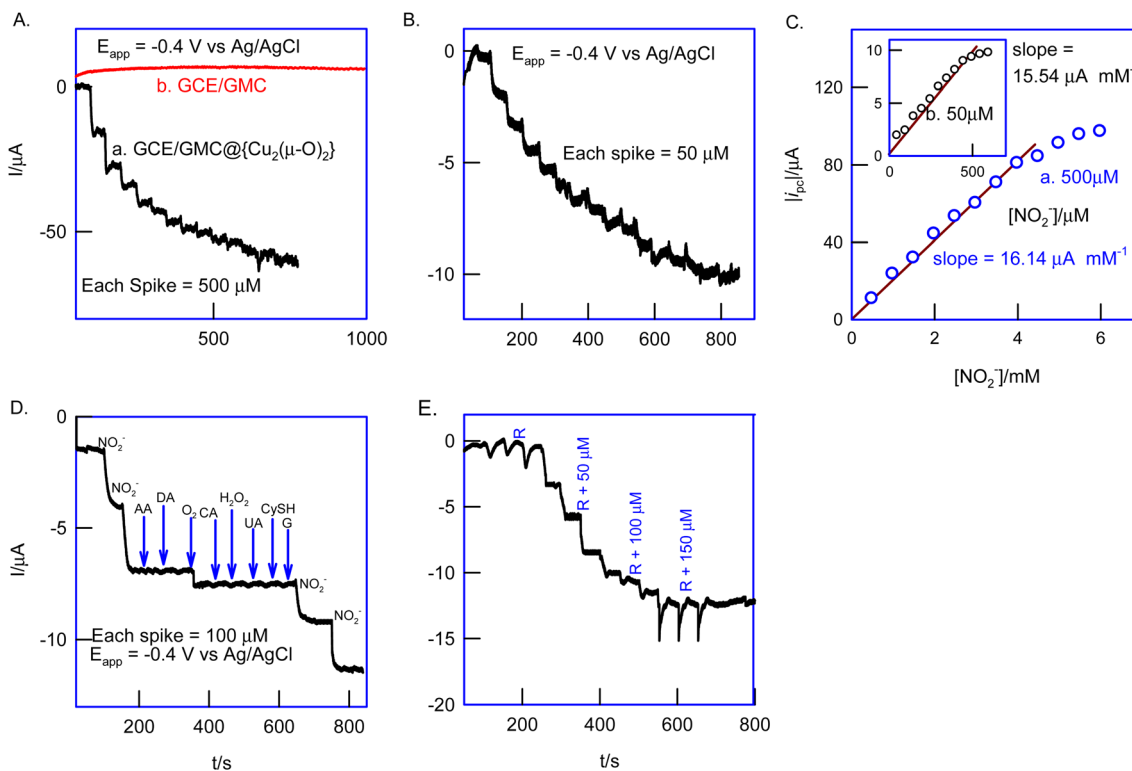 A.
E_app = -0.4 V vs Ag/AgCl
b. GCE/GMC
a. GCE/GMC@{Cu₂(μ-O)₂}
Each Spike = 500 μM
I/μA
0
-50
500
1000
B.
E_app = -0.4 V vs Ag/AgCl
Each spike = 50 μM
0
-5
-10
200
400
600
800
C.
slope =
15.54 μA mM⁻
b. 50μM
10
5
0
0
500
a. 500μM
[NO₂⁻]/μM
slope = 16.14 μA mM⁻¹
|i_pc|/μA
120
80
40
0
0
2
4
6
[NO₂⁻]/mM
D.
NO₂⁻
NO₂⁻
AA
DA
O₂
CA
H₂O₂
UA
CySH
G
NO₂⁻
NO₂⁻
Each spike = 100 μM
E_app = -0.4 V vs Ag/AgCl
I/μA
0
-5
-10
200
400
600
800
t/s
E.
R
R + 50 μM
R + 100 μM
R + 150 μM
0
-5
-10
-15
-20
200
400
600
800
t/s